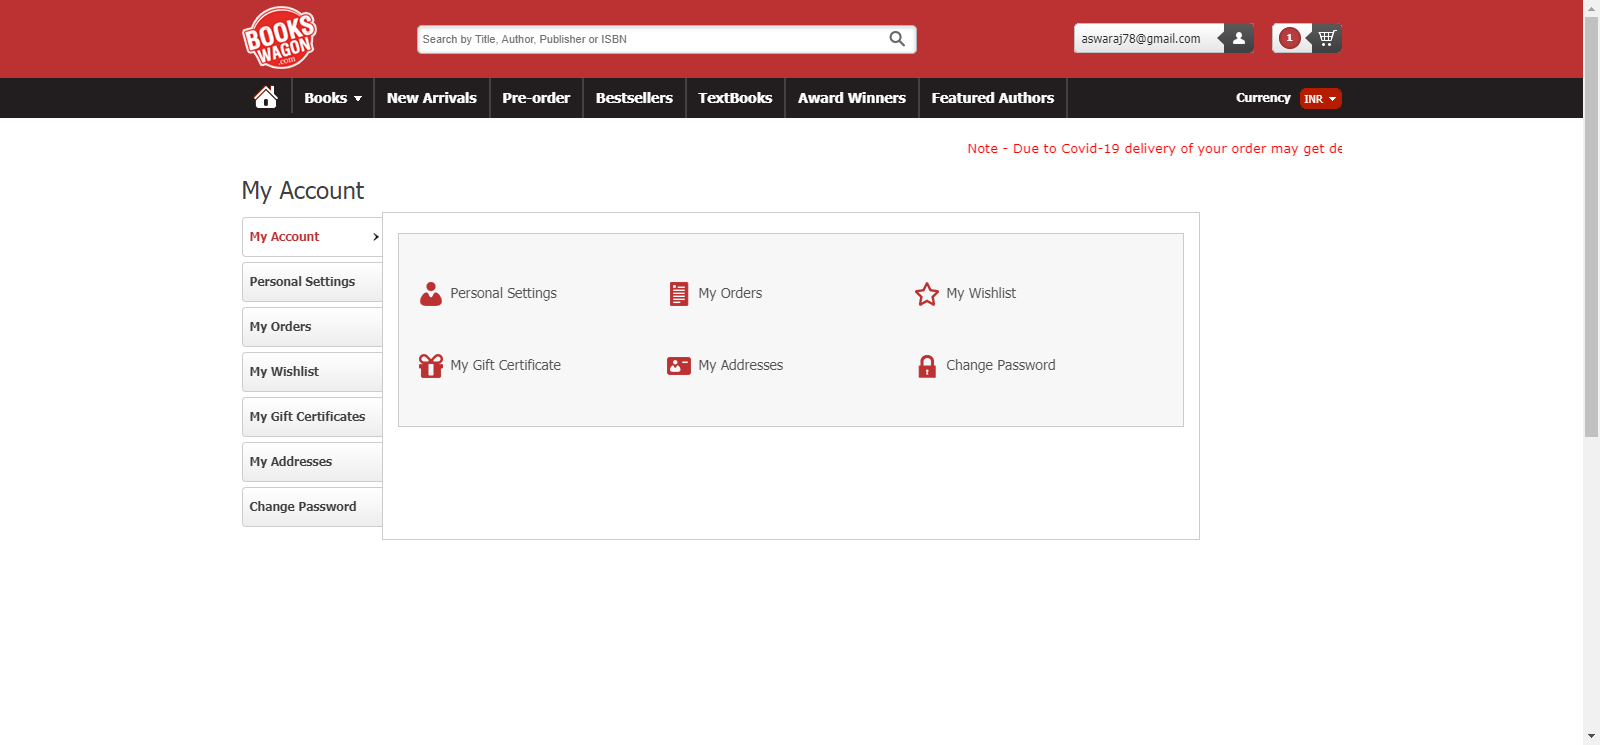 BOOKS
WAGON
.com
Search by Title, Author, Publisher or ISBN
aswaraj78@gmail.com
1
Books
New Arrivals
Pre-order
Bestsellers
TextBooks
Award Winners
Featured Authors
Currency
INR
Note - Due to Covid-19 delivery of your order may get de
My Account
My Account
Personal Settings
My Orders
My Wishlist
My Gift Certificates
My Addresses
Change Password
Personal Settings
My Orders
My Wishlist
My Gift Certificate
My Addresses
Change Password